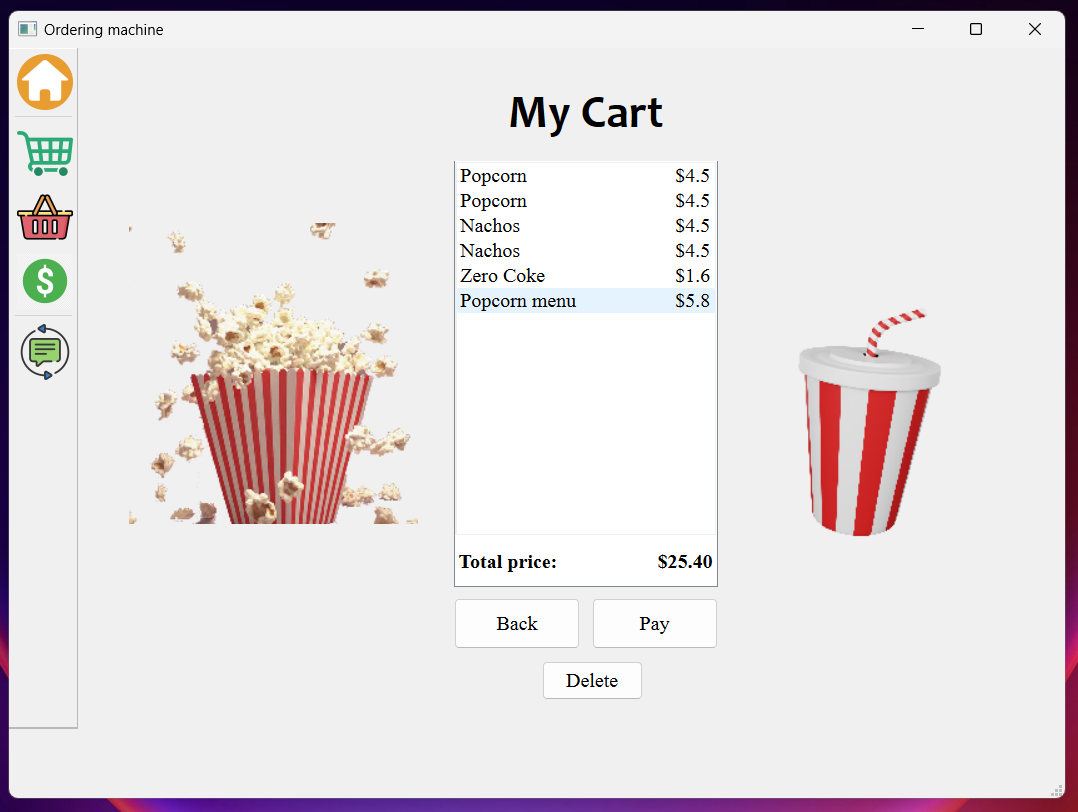 Ordering machine
My Cart
Popcorn $4.5
Popcorn $4.5
Nachos $4.5
Nachos $4.5
Zero Coke $1.6
Popcorn menu $5.8
Total price: $25.40
Back Pay
Delete
$